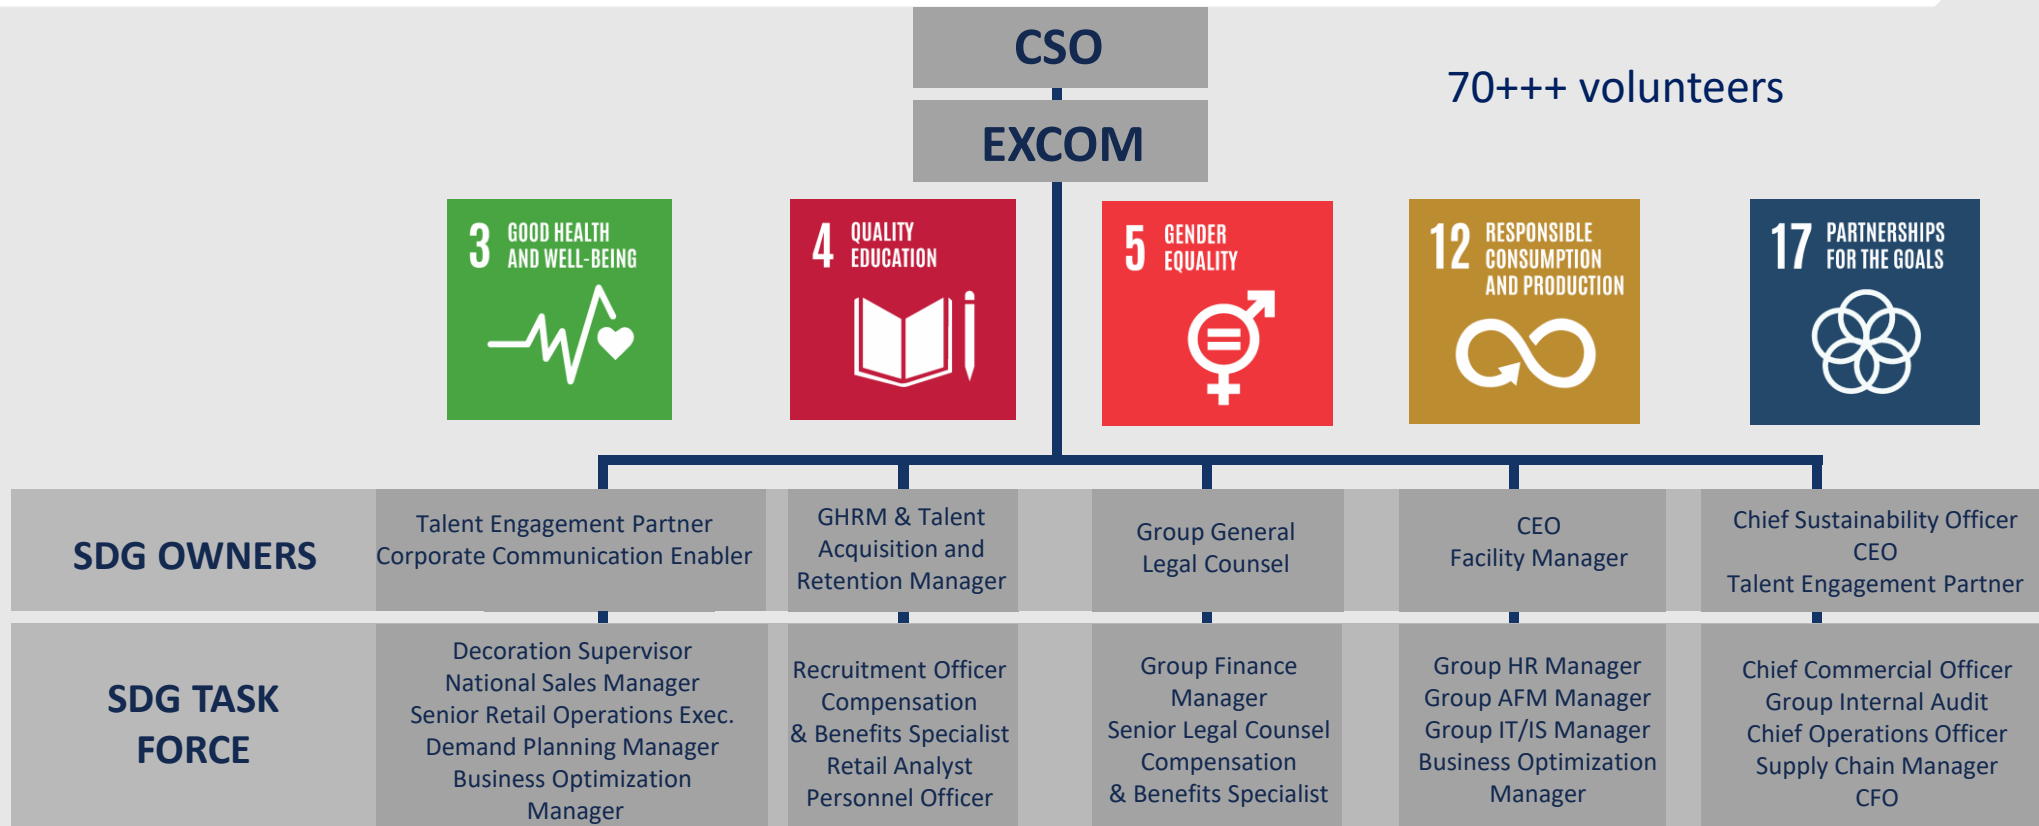 CSO
EXCOM
70+++ volunteers
3 GOOD HEALTH
AND WELL-BEING
4 QUALITY
EDUCATION
5 GENDER
EQUALITY
12 RESPONSIBLE
CONSUMPTION
AND PRODUCTION
17 PARTNERSHIPS
FOR THE GOALS
SDG OWNERS
Talent Engagement Partner
Corporate Communication Enabler
GHRM & Talent
Acquisition and
Retention Manager
Group General
Legal Counsel
CEO
Facility Manager
Chief Sustainability Officer
CEO
Talent Engagement Partner
SDG TASK
FORCE
Decoration Supervisor
National Sales Manager
Senior Retail Operations Exec.
Demand Planning Manager
Business Optimization
Manager
Recruitment Officer
Compensation
& Benefits Specialist
Retail Analyst
Personnel Officer
Group Finance
Manager
Senior Legal Counsel
Compensation
& Benefits Specialist
Group HR Manager
Group AFM Manager
Group IT/IS Manager
Business Optimization
Manager
Chief Commercial Officer
Group Internal Audit
Chief Operations Officer
Supply Chain Manager
CFO